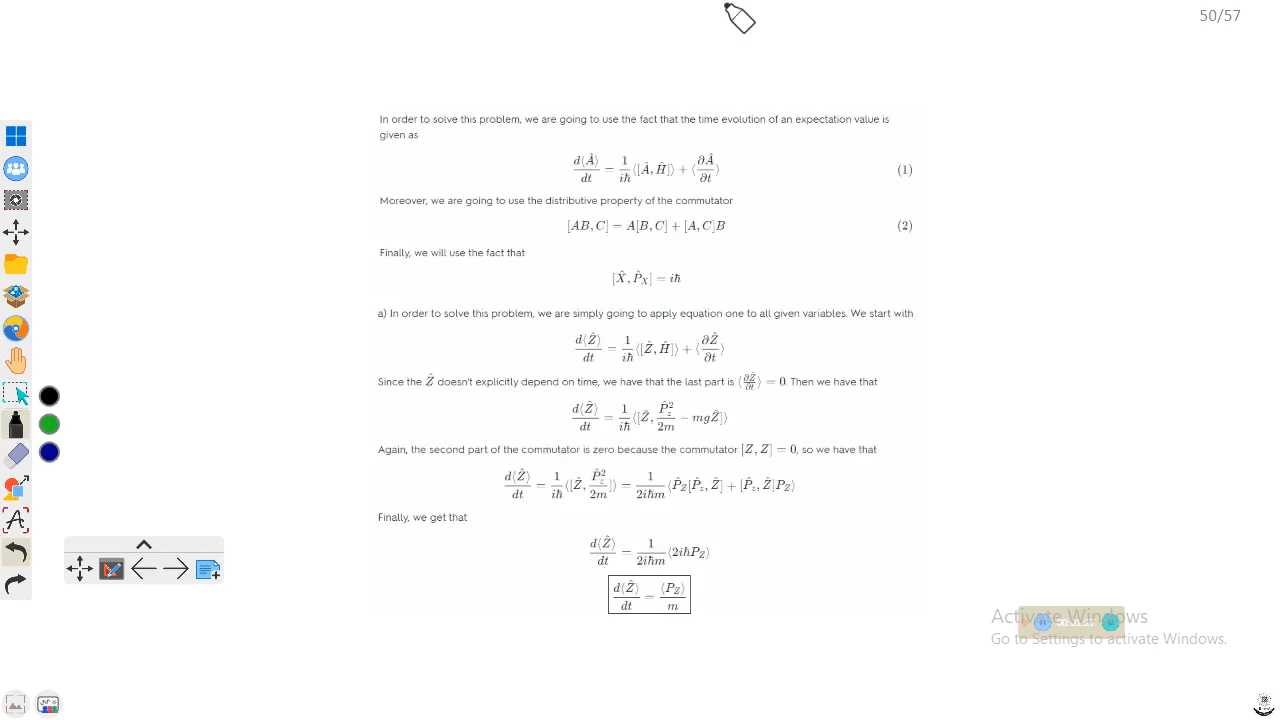 50/57
In order to solve this problem, we are going to use the fact that the time evolution of an expectation value is
given as
d⟨Â⟩/dt = 1/iħ ⟨[Â, Ĥ]⟩ + ⟨∂Â/∂t⟩ (1)
Moreover, we are going to use the distributive property of the commutator
[AB, C] = A[B, C] + [A, C]B (2)
Finally, we will use the fact that
[X̂, P̂_X] = iħ
a) In order to solve this problem, we are simply going to apply equation one to all given variables. We start with
d⟨Ẑ⟩/dt = 1/iħ ⟨[Ẑ, Ĥ]⟩ + ⟨∂Ẑ/∂t⟩
Since the Ẑ doesn't explicitly depend on time, we have that the last part is ⟨∂Ẑ/∂t⟩ = 0. Then we have that
d⟨Ẑ⟩/dt = 1/iħ ⟨[Ẑ, P̂_z²/2m − mgẐ]⟩
Again, the second part of the commutator is zero because the commutator [Z, Z] = 0, so we have that
d⟨Ẑ⟩/dt = 1/iħ ⟨[Ẑ, P̂_z²/2m]⟩ = 1/2iħm ⟨P̂_Z[P̂_z, Ẑ] + [P̂_z, Ẑ]P_Z⟩
Finally, we get that
d⟨Ẑ⟩/dt = 1/2iħm ⟨2iħP_Z⟩
d⟨Ẑ⟩/dt = ⟨P_Z⟩/m
Activate Windows
Go to Settings to activate Windows.